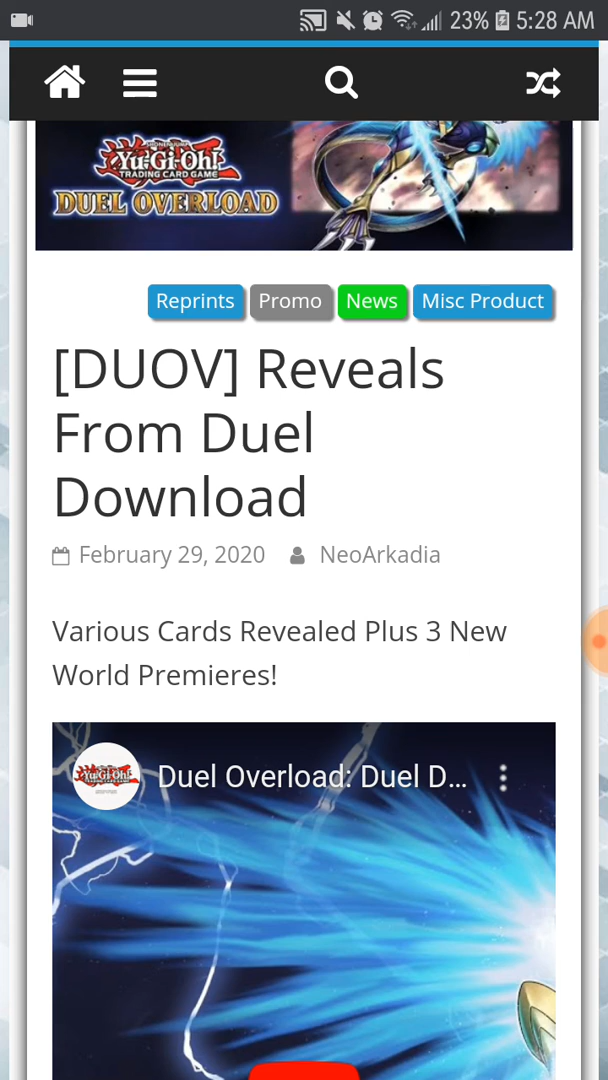 23% 5:28 AM
SHONEN JUMP
Yu-Gi-Oh!
TRADING CARD GAME
DUEL OVERLOAD
Reprints Promo News Misc Product
[DUOV] Reveals
From Duel
Download
February 29, 2020 NeoArkadia
Various Cards Revealed Plus 3 New
World Premieres!
Yu-Gi-Oh!
Duel Overload: Duel D...